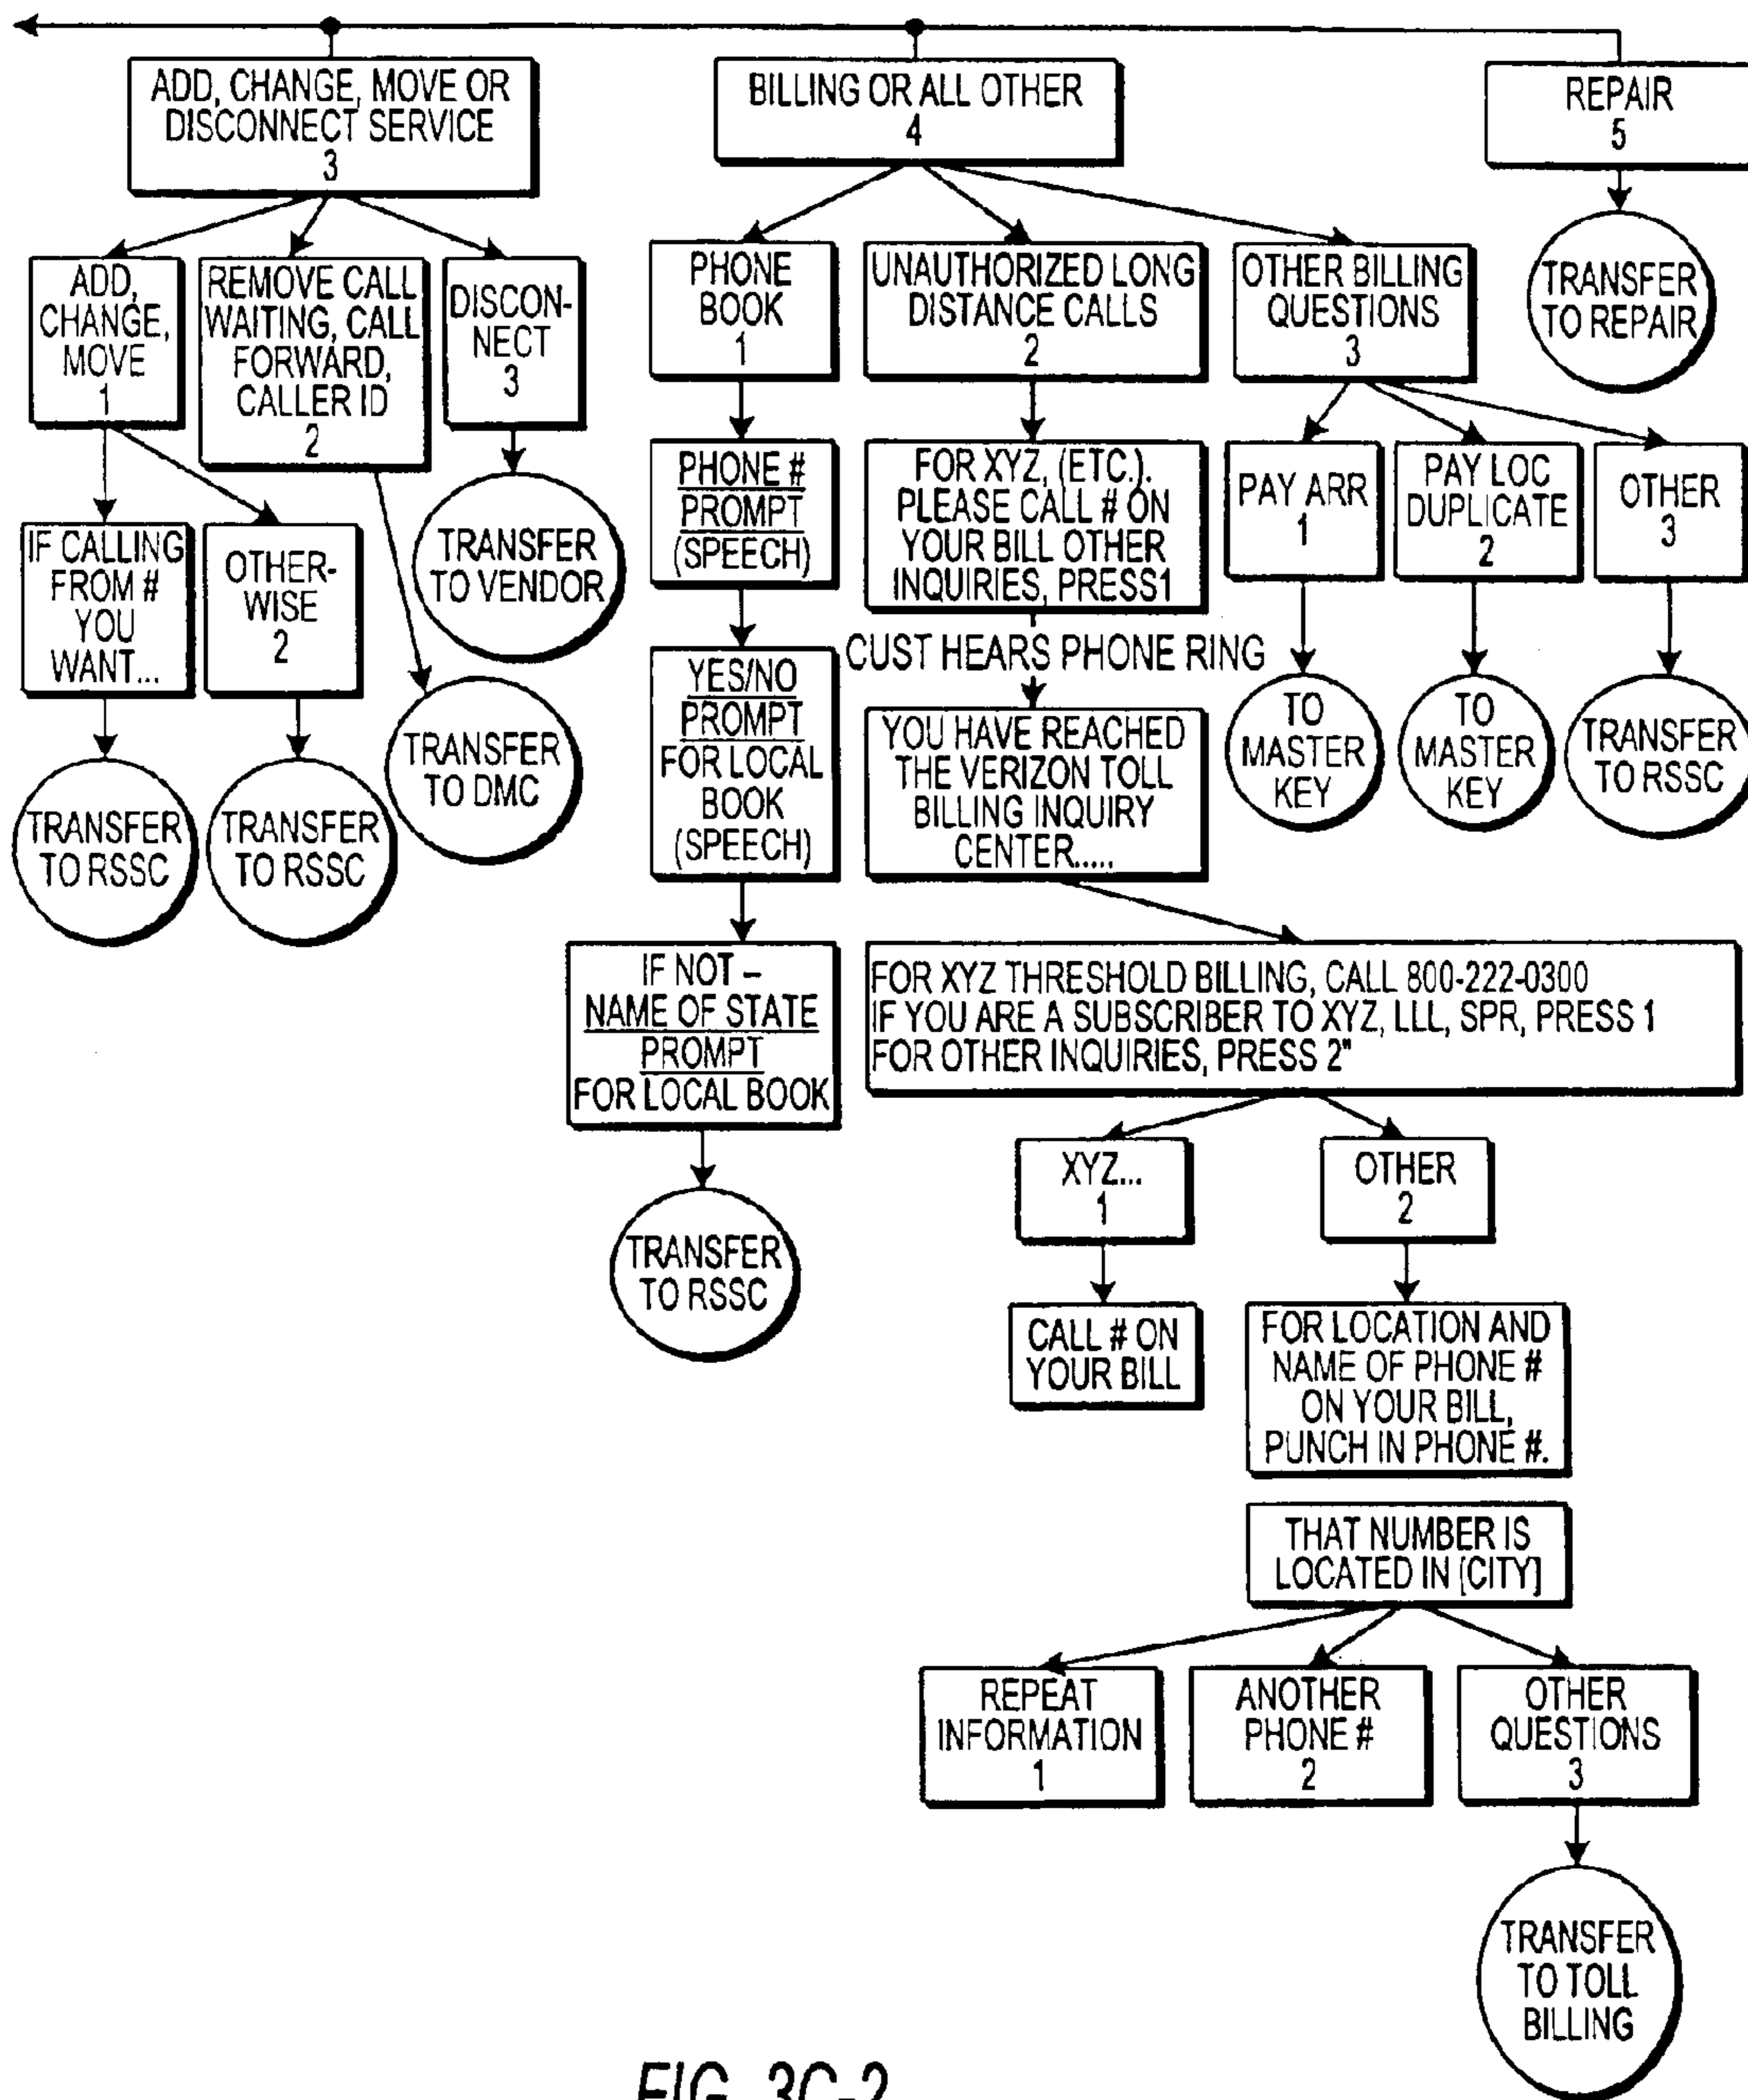 ADD, CHANGE, MOVE OR
DISCONNECT SERVICE
3
BILLING OR ALL OTHER
4
REPAIR
5
ADD,
CHANGE,
MOVE
1
REMOVE CALL
WAITING, CALL
FORWARD,
CALLER ID
2
DISCON-
NECT
3
PHONE
BOOK
1
UNAUTHORIZED LONG
DISTANCE CALLS
2
OTHER BILLING
QUESTIONS
3
TRANSFER
TO REPAIR
IF CALLING
FROM #
YOU
WANT...
OTHER-
WISE
2
TRANSFER
TO VENDOR
PHONE #
PROMPT
(SPEECH)
FOR XYZ, (ETC.).
PLEASE CALL # ON
YOUR BILL OTHER
INQUIRIES, PRESS1
PAY ARR
1
PAY LOC
DUPLICATE
2
OTHER
3
TRANSFER
TO RSSC
TRANSFER
TO RSSC
TRANSFER
TO DMC
YES/NO
PROMPT
FOR LOCAL
BOOK
(SPEECH)
CUST HEARS PHONE RING
YOU HAVE REACHED
THE VERIZON TOLL
BILLING INQUIRY
CENTER.....
TO
MASTER
KEY
TO
MASTER
KEY
TRANSFER
TO RSSC
IF NOT –
NAME OF STATE
PROMPT
FOR LOCAL BOOK
FOR XYZ THRESHOLD BILLING, CALL 800-222-0300
IF YOU ARE A SUBSCRIBER TO XYZ, LLL, SPR, PRESS 1
FOR OTHER INQUIRIES, PRESS 2"
TRANSFER
TO RSSC
XYZ...
1
OTHER
2
CALL # ON
YOUR BILL
FOR LOCATION AND
NAME OF PHONE #
ON YOUR BILL,
PUNCH IN PHONE #.
THAT NUMBER IS
LOCATED IN [CITY]
REPEAT
INFORMATION
1
ANOTHER
PHONE #
2
OTHER
QUESTIONS
3
TRANSFER
TO TOLL
BILLING
FIG. 3C-2